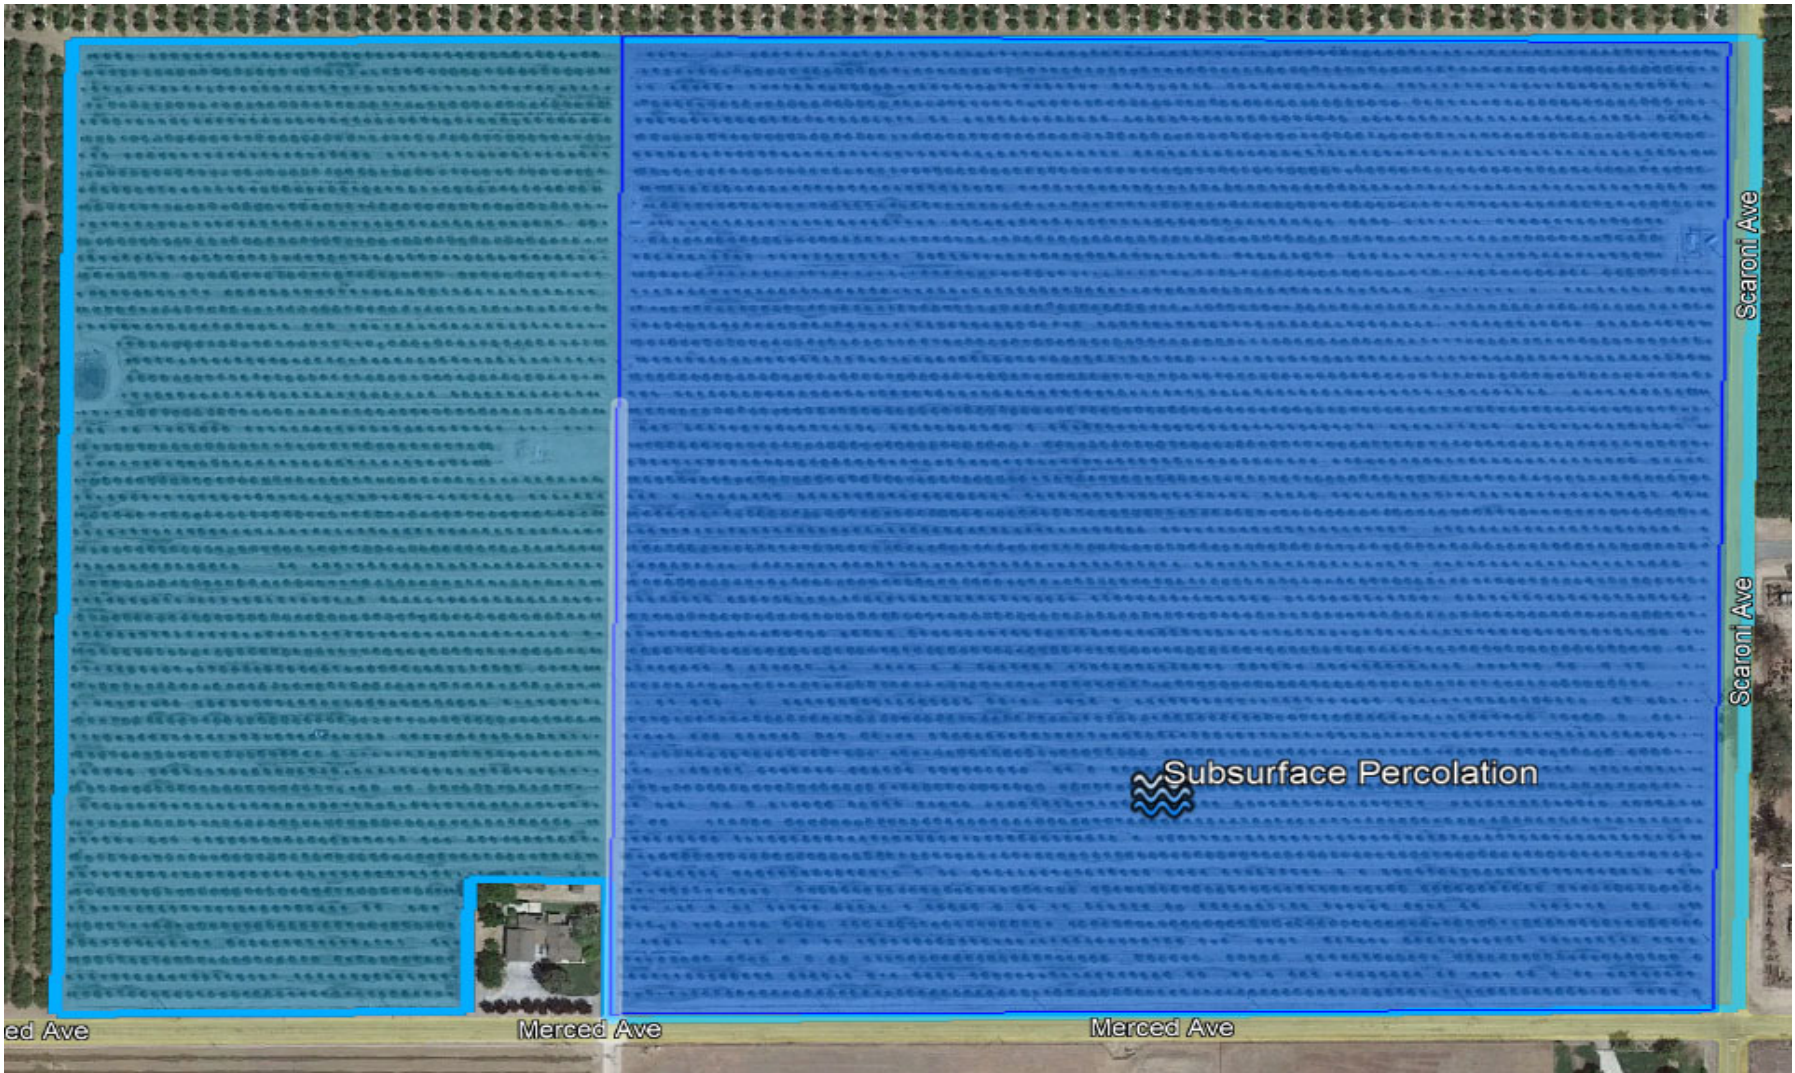 Scaroni Ave
Scaroni Ave
Subsurface Percolation
ed Ave
Merced Ave
Merced Ave